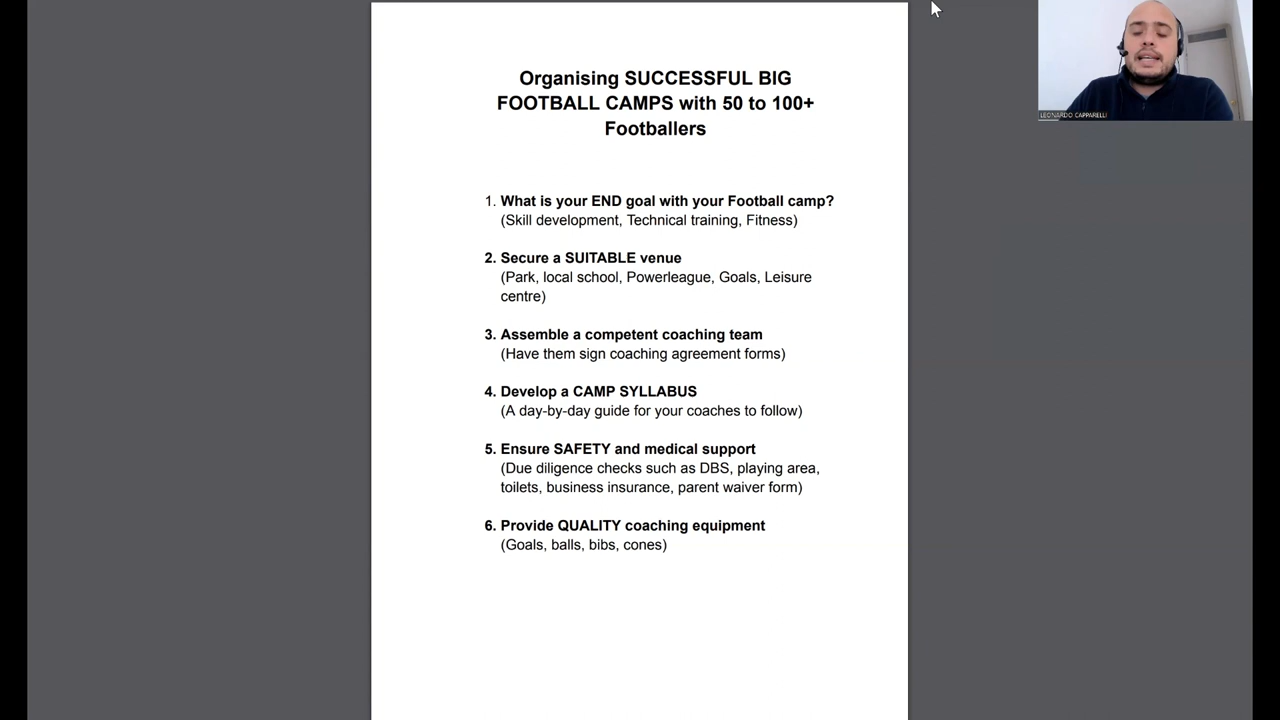 Organising SUCCESSFUL BIG
FOOTBALL CAMPS with 50 to 100+
Footballers
1. What is your END goal with your Football camp?
(Skill development, Technical training, Fitness)
2. Secure a SUITABLE venue
(Park, local school, Powerleague, Goals, Leisure
centre)
3. Assemble a competent coaching team
(Have them sign coaching agreement forms)
4. Develop a CAMP SYLLABUS
(A day-by-day guide for your coaches to follow)
5. Ensure SAFETY and medical support
(Due diligence checks such as DBS, playing area,
toilets, business insurance, parent waiver form)
6. Provide QUALITY coaching equipment
(Goals, balls, bibs, cones)
LEONARDO CAPPARELLI